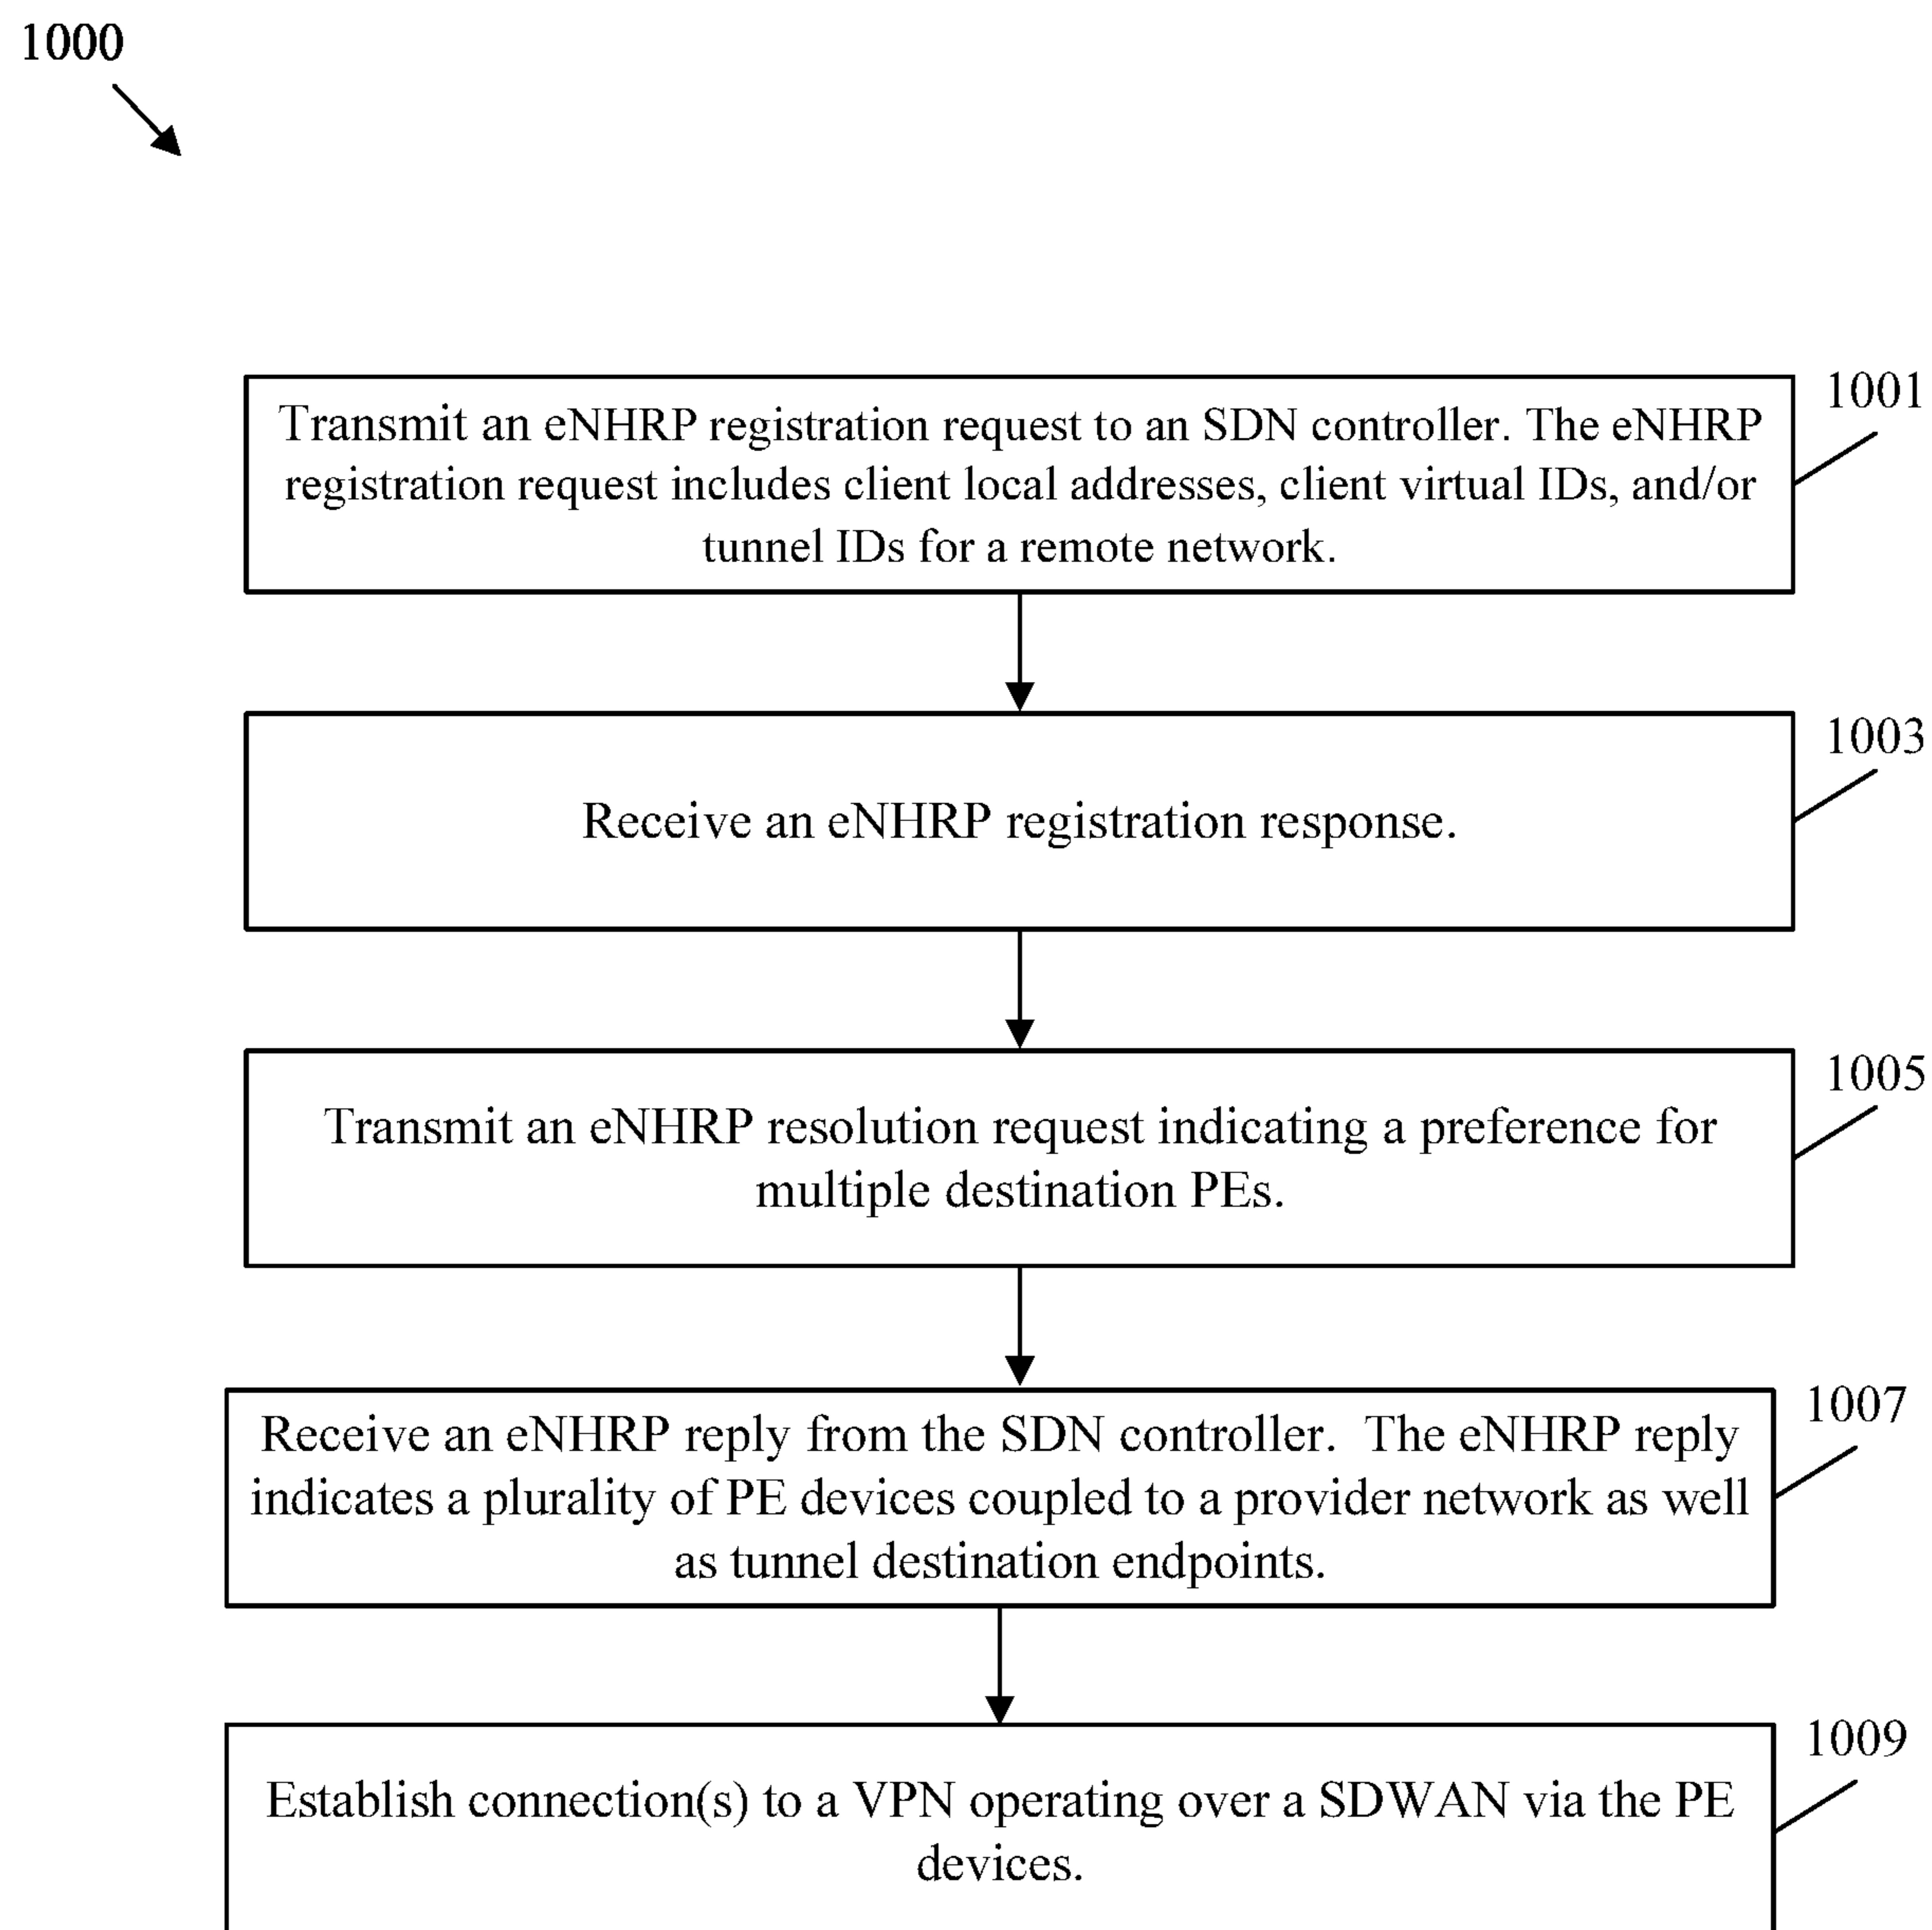 1000
1001
Transmit an eNHRP registration request to an SDN controller. The eNHRP
registration request includes client local addresses, client virtual IDs, and/or
tunnel IDs for a remote network.
1003
Receive an eNHRP registration response.
1005
Transmit an eNHRP resolution request indicating a preference for
multiple destination PEs.
1007
Receive an eNHRP reply from the SDN controller.  The eNHRP reply
indicates a plurality of PE devices coupled to a provider network as well
as tunnel destination endpoints.
1009
Establish connection(s) to a VPN operating over a SDWAN via the PE
devices.